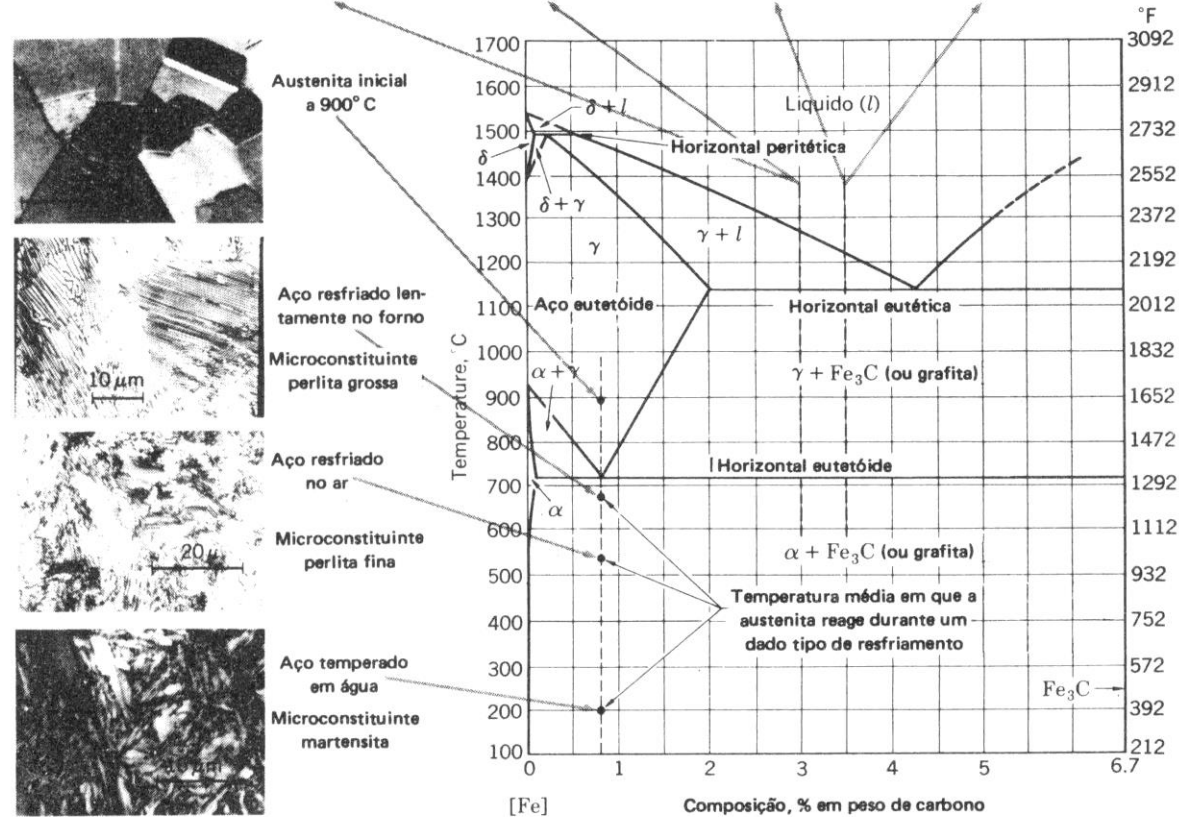 Austenita inicial
a 900° C
10 μm
Aço resfriado len-
tamente no forno
Microconstituinte
perlita grossa
20 μ
Aço resfriado
no ar
Microconstituinte
perlita fina
Aço temperado
em água
Microconstituinte
martensita
°F
1700
1600
1500
1400
1300
1200
1100
1000
900
800
700
600
500
400
300
200
100
Temperature, °C
3092
2912
2732
2552
2372
2192
2012
1832
1652
1472
1292
1112
932
752
572
392
212
δ + l
Liquido (l)
δ
Horizontal peritética
δ + γ
γ
γ + l
Aço eutetóide
Horizontal eutética
α + γ
γ + Fe₃C (ou grafita)
Horizontal eutetóide
α
α + Fe₃C (ou grafita)
Temperatura média em que a
austenita reage durante um
dado tipo de resfriamento
Fe₃C
0 1 2 3 4 5 6.7
[Fe]
Composição, % em peso de carbono